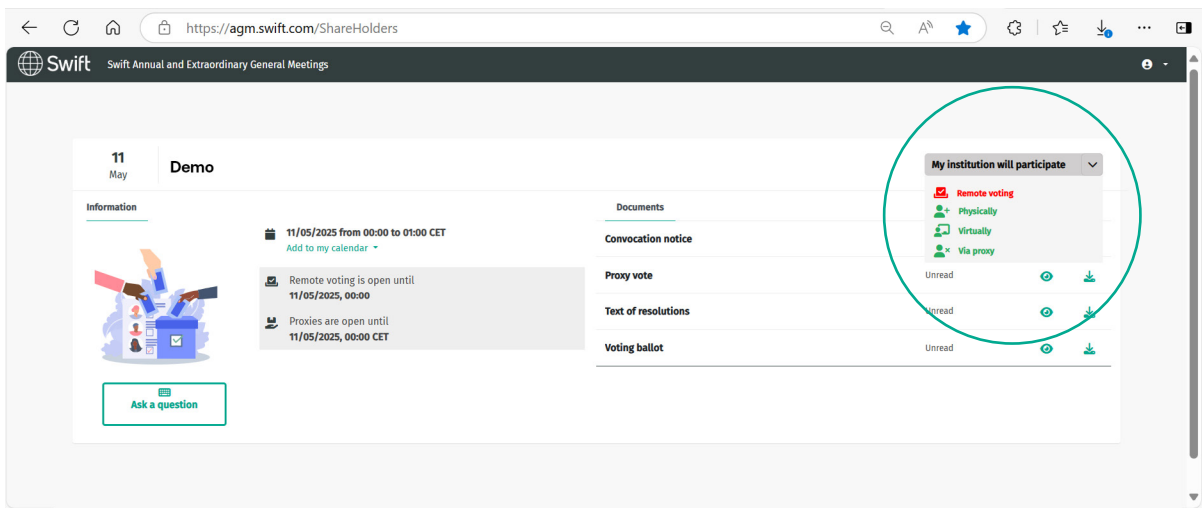 https://agm.swift.com/ShareHolders
Swift Swift Annual and Extraordinary General Meetings
11
May
Demo
My institution will participate
Remote voting
Physically
Virtually
Via proxy
Information
11/05/2025 from 00:00 to 01:00 CET
Add to my calendar
Remote voting is open until
11/05/2025, 00:00
Proxies are open until
11/05/2025, 00:00 CET
Ask a question
Documents
Convocation notice
Proxy vote Unread
Text of resolutions Unread
Voting ballot Unread